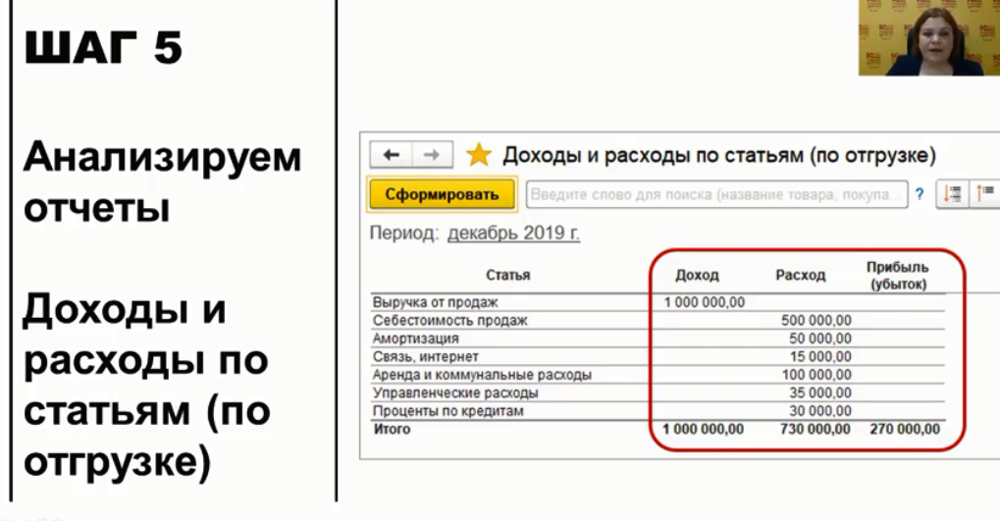 ШАГ 5
Анализируем
отчеты
Доходы и
расходы по
статьям (по
отгрузке)
Доходы и расходы по статьям (по отгрузке)
Сформировать
Введите слово для поиска (название товара, покупа...
?
Период: декабрь 2019 г.
Статья Доход Расход Прибыль
(убыток)
Выручка от продаж 1 000 000,00
Себестоимость продаж 500 000,00
Амортизация 50 000,00
Связь, интернет 15 000,00
Аренда и коммунальные расходы 100 000,00
Управленческие расходы 35 000,00
Проценты по кредитам 30 000,00
Итого 1 000 000,00 730 000,00 270 000,00